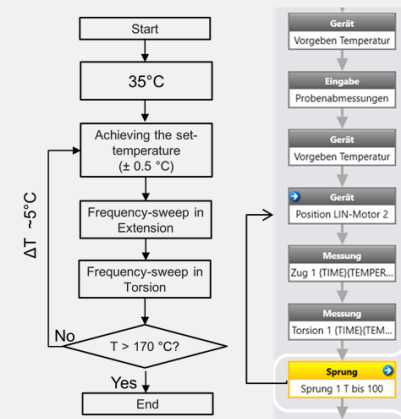 Start
35°C
Achieving the set-
temperature
(± 0.5 °C)
Frequency-sweep in
Extension
Frequency-sweep in
Torsion
T > 170 °C?
No
Yes
End
ΔT ~5°C
Gerät
Vorgeben Temperatur
Eingabe
Probenabmessungen
Gerät
Vorgeben Temperatur
Gerät
Position LIN-Motor 2
Messung
Zug 1 {TIME}{TEMPER...
Messung
Torsion 1 {TIME}{TEM...
Sprung
Sprung 1 T bis 100